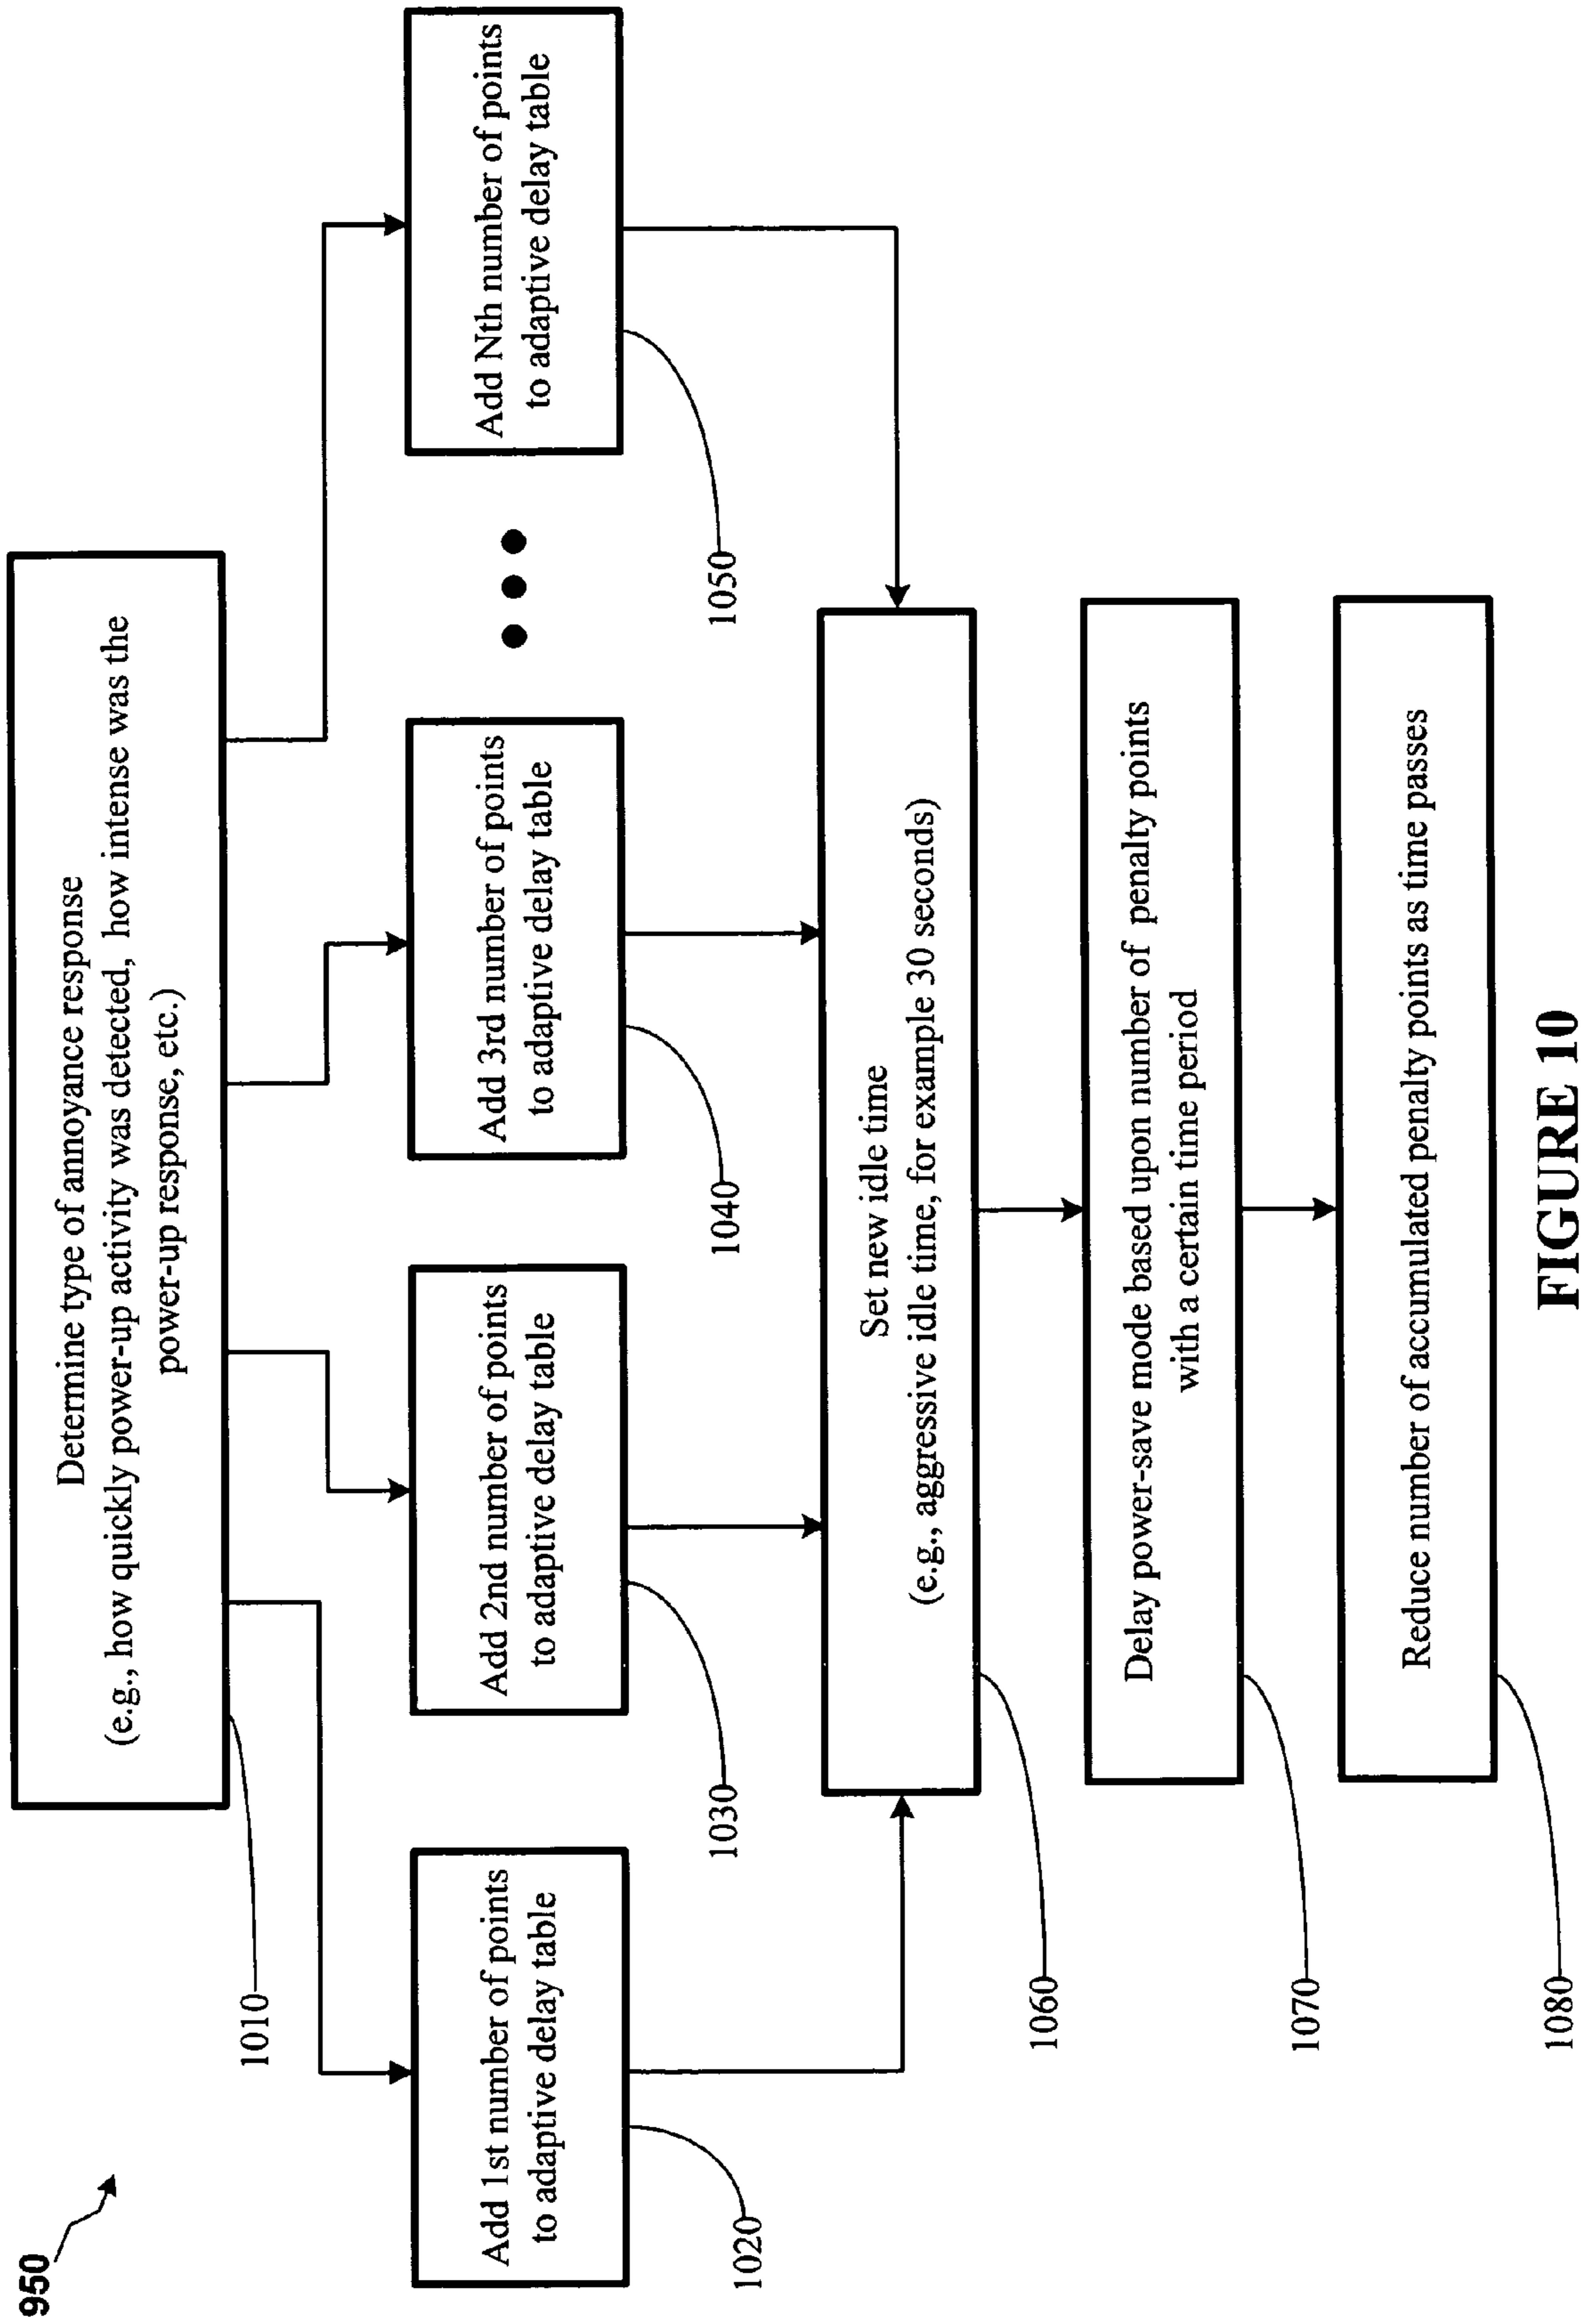 950
Determine type of annoyance response
(e.g., how quickly power-up activity was detected, how intense was the
power-up response, etc.)
1010
Add 1st number of points
to adaptive delay table
1020
Add 2nd number of points
to adaptive delay table
1030
Add 3rd number of points
to adaptive delay table
1040
Add Nth number of points
to adaptive delay table
1050
Set new idle time
(e.g., aggressive idle time, for example 30 seconds)
1060
Delay power-save mode based upon number of penalty points
with a certain time period
1070
Reduce number of accumulated penalty points as time passes
1080
FIGURE 10